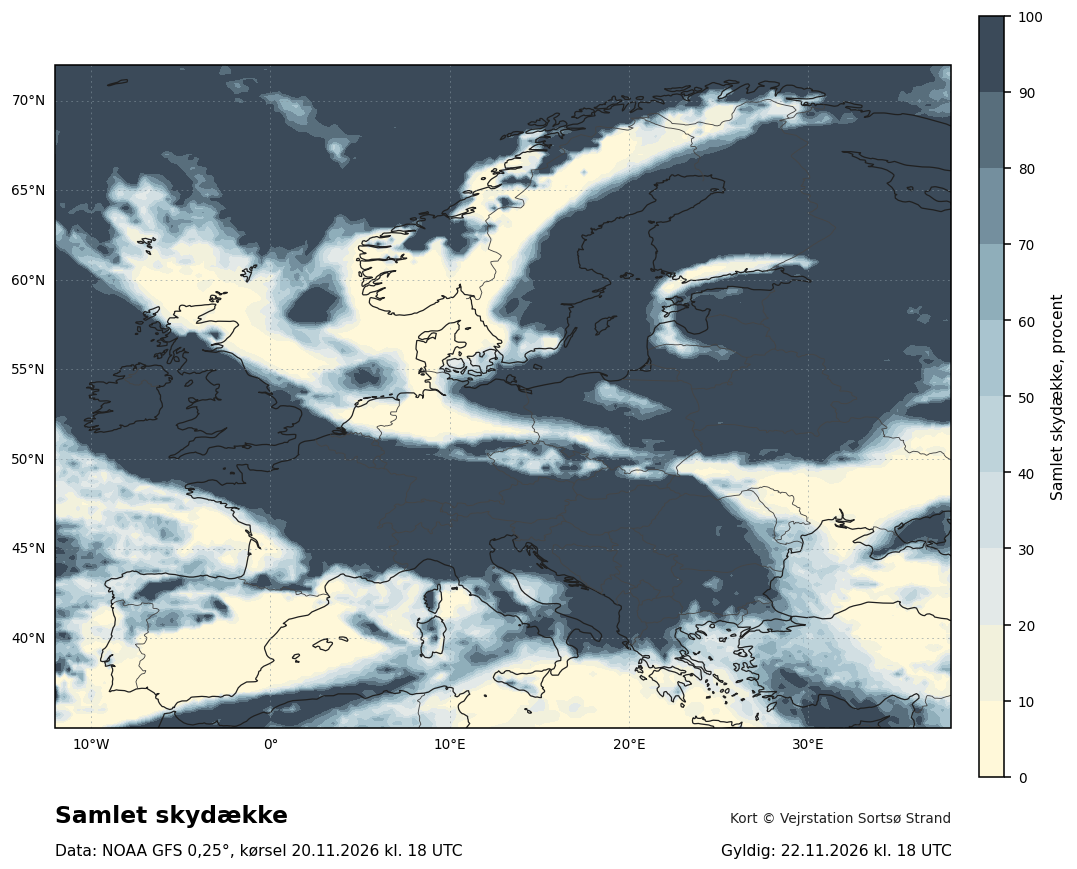 100
90
80
70
60
50
40
30
20
10
0
Samlet skydække, procent
70°N
65°N
60°N
55°N
50°N
45°N
40°N
10°W
0°
10°E
20°E
30°E
Samlet skydække
Kort © Vejrstation Sortsø Strand
Data: NOAA GFS 0,25°, kørsel 20.11.2026 kl. 18 UTC
Gyldig: 22.11.2026 kl. 18 UTC